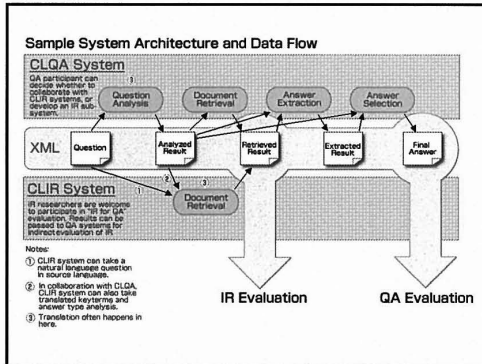 Sample System Architecture and Data Flow
CLQA System
QA participant can
decide whether to
collaborate with
CLIR systems, or
develop an IR sub-
system.
③
Question
Analysis
Document
Retrieval
Answer
Extraction
Answer
Selection
XML
Question
Analyzed
Result
Retrieved
Result
Extracted
Result
Final
Answer
CLIR System
IR researchers are welcome
to participate in "IR for QA"
evaluation. Results can be
passed to QA systems for
indirect evaluation of IR
①
②
③
Document
Retrieval
Notes:
① CLIR system can take a
natural language question
in source language.
② In collaboration with CLQA,
CLIR system can also take
translated keyterms and
answer type analysis.
③ Translation often happens in
here.
IR Evaluation
QA Evaluation